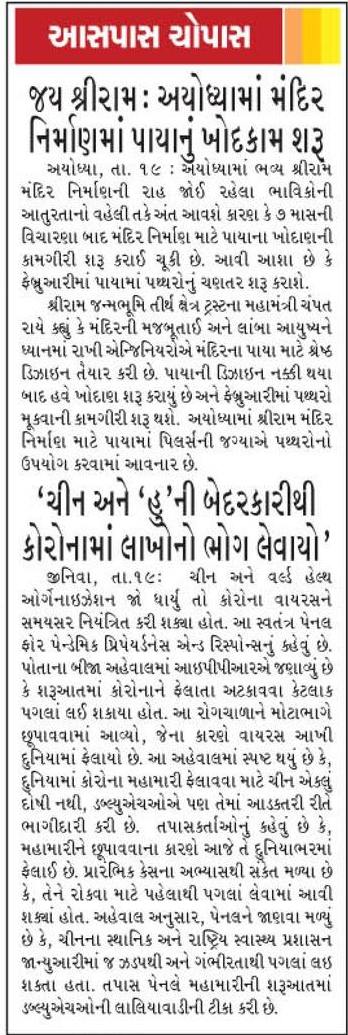 આસપાસ ચોપાસ
જય શ્રીરામ : અયોધ્યામાં મંદિર
નિર્માણમાં પાયાનું ખોદકામ શરૂ
અયોધ્યા, તા. ૧૯ : અયોધ્યામાં ભવ્ય શ્રીરામ
મંદિર નિર્માણની રાહ જોઈ રહેલા ભાવિકોની
આતુરતાનો વહેલી તકે અંત આવશે કારણ કે ૭ માસની
વિચારણા બાદ મંદિર નિર્માણ માટે પાયાના ખોદાણની
કામગીરી શરૂ કરાઈ ચૂકી છે. આવી આશા છે કે
ફેબ્રુઆરીમાં પાયામાં પથ્થરોનું ચણતર શરૂ કરાશે.
શ્રીરામ જન્મભૂમિ તીર્થ ક્ષેત્ર ટ્રસ્ટના મહામંત્રી ચંપત
રાયે કહ્યું કે મંદિરની મજબૂતાઈ અને લાંબા આયુષ્યને
ધ્યાનમાં રાખી એન્જિનિયરોએ મંદિરના પાયા માટે શ્રેષ્ઠ
ડિઝાઇન તૈયાર કરી છે. પાયાની ડિઝાઇન નક્કી થયા
બાદ હવે ખોદાણ શરૂ કરાયું છે અને ફેબ્રુઆરીમાં પથ્થરો
મૂકવાની કામગીરી શરૂ થશે. અયોધ્યામાં શ્રીરામ મંદિર
નિર્માણ માટે પાયામાં પિલર્સની જગ્યાએ પથ્થરોનો
ઉપયોગ કરવામાં આવનાર છે.
‘ચીન અને ‘હુ’ની બેદરકારીથી
કોરોનામાં લાખોનો ભોગ લેવાયો’
જીનિવા, તા.૧૯: ચીન અને વર્લ્ડ હેલ્થ
ઓર્ગેનાઇઝેશન જો ધાર્યું તો કોરોના વાયરસને
સમયસર નિયંત્રિત કરી શક્યા હોત. આ સ્વતંત્ર પેનલ
ફોર પેન્ડેમિક પ્રિપેયર્ડનેસ એન્ડ રિસ્પોન્સનું કહેવું છે.
પોતાના બીજા અહેવાલમાં આઇપીપીઆરએ જણાવ્યું છે
કે શરૂઆતમાં કોરોનાને ફેલાતા અટકાવવા કેટલાક
પગલાં લઈ શકાયા હોત. આ રોગચાળાને મોટાભાગે
છૂપાવવામાં આવ્યો, જેના કારણે વાયરસ આખી
દુનિયામાં ફેલાયો છે. આ અહેવાલમાં સ્પષ્ટ થયું છે કે,
દુનિયામાં કોરોના મહામારી ફેલાવવા માટે ચીન એકલું
દોષી નથી, ડબ્લ્યુએચઓએ પણ તેમાં આડકતરી રીતે
ભાગીદારી કરી છે. તપાસકર્તાઓનું કહેવું છે કે,
મહામારીને છૂપાવવાના કારણે આજે તે દુનિયાભરમાં
ફેલાઈ છે. પ્રારંભિક કેસના અભ્યાસથી સંકેત મળ્યા છે
કે, તેને રોકવા માટે પહેલાથી પગલાં લેવામાં આવી
શક્યાં હોત. અહેવાલ અનુસાર, પેનલને જાણવા મળ્યું
છે કે, ચીનના સ્થાનિક અને રાષ્ટ્રિય સ્વાસ્થ્ય પ્રશાસન
જાન્યુઆરીમાં જ ઝડપથી અને ગંભીરતાથી પગલાં લઇ
શકતા હતા. તપાસ પેનલે મહામારીની શરૂઆતમાં
ડબ્લ્યુએચઓની લાલિયાવાડીની ટીકા કરી છે.